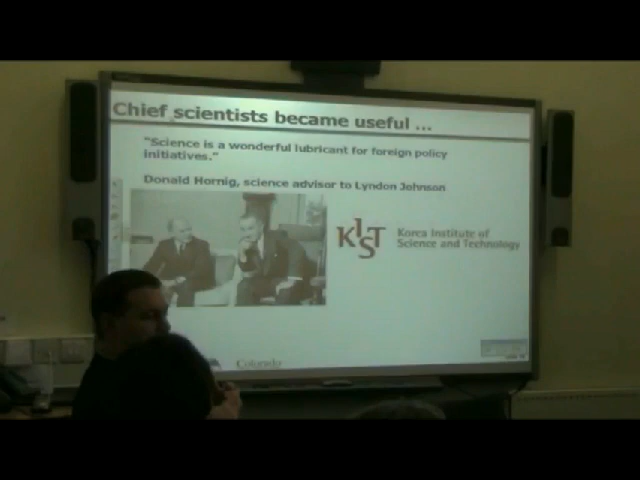 Chief scientists became useful ...
"Science is a wonderful lubricant for foreign policy
initiatives."
Donald Hornig, science advisor to Lyndon Johnson
KIST
Korea Institute of
Science and Technology
Colorado